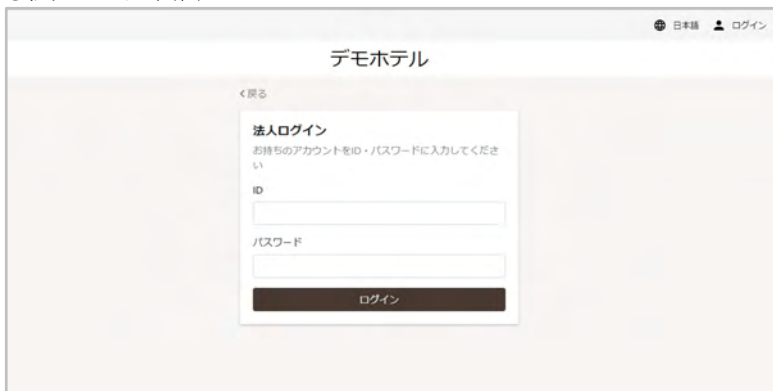 日本語 ログイン
デモホテル
<戻る
法人ログイン
お持ちのアカウントをID・パスワードに入力してくださ
い
ID
パスワード
ログイン